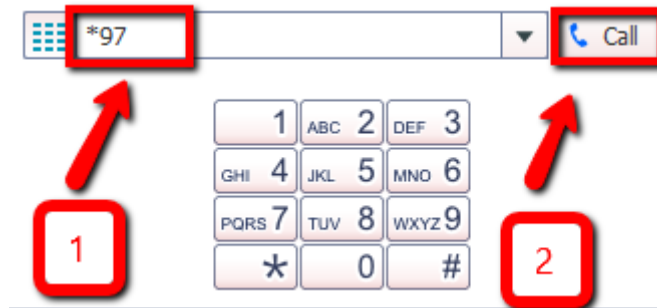 *97 Call
1 ABC 2 DEF 3
GHI 4 JKL 5 MNO 6
PQRS 7 TUV 8 WXYZ 9
* 0 #
1 2